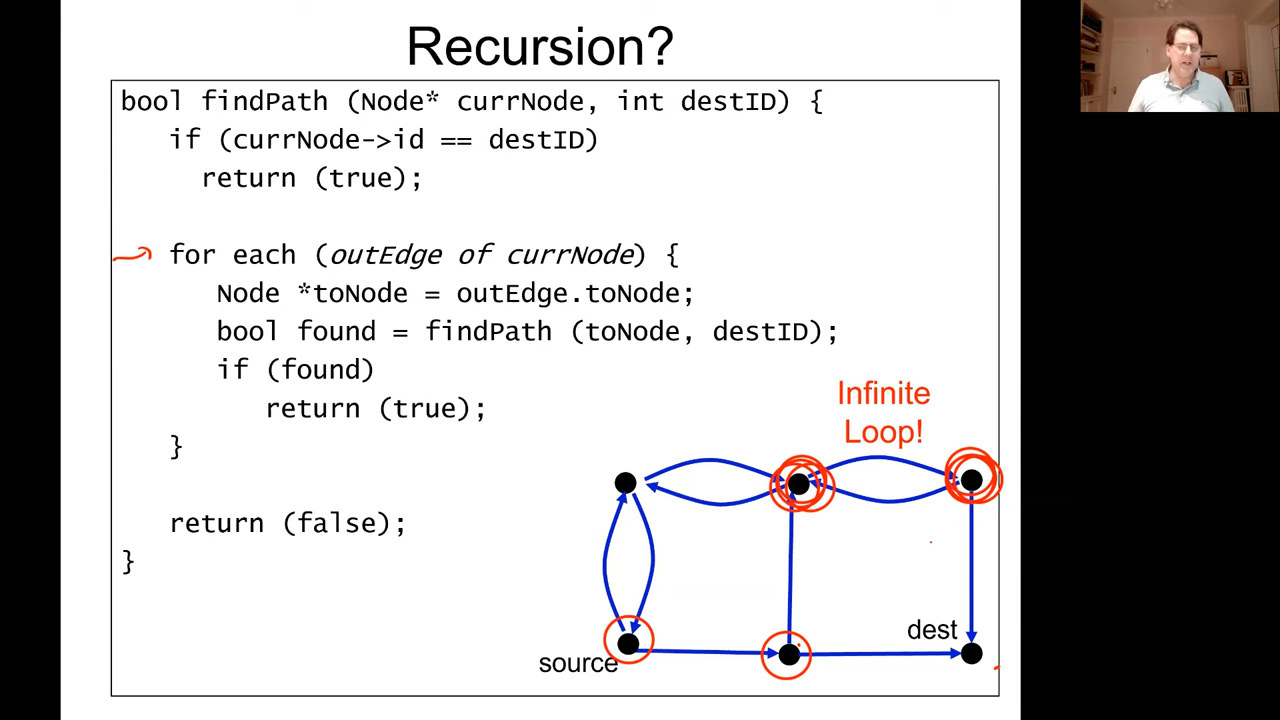 Recursion?
bool findPath (Node* currNode, int destID) {
if (currNode->id == destID)
return (true);
for each (outEdge of currNode) {
Node *toNode = outEdge.toNode;
bool found = findPath (toNode, destID);
if (found)
return (true);
}
return (false);
}
Infinite
Loop!
dest
source